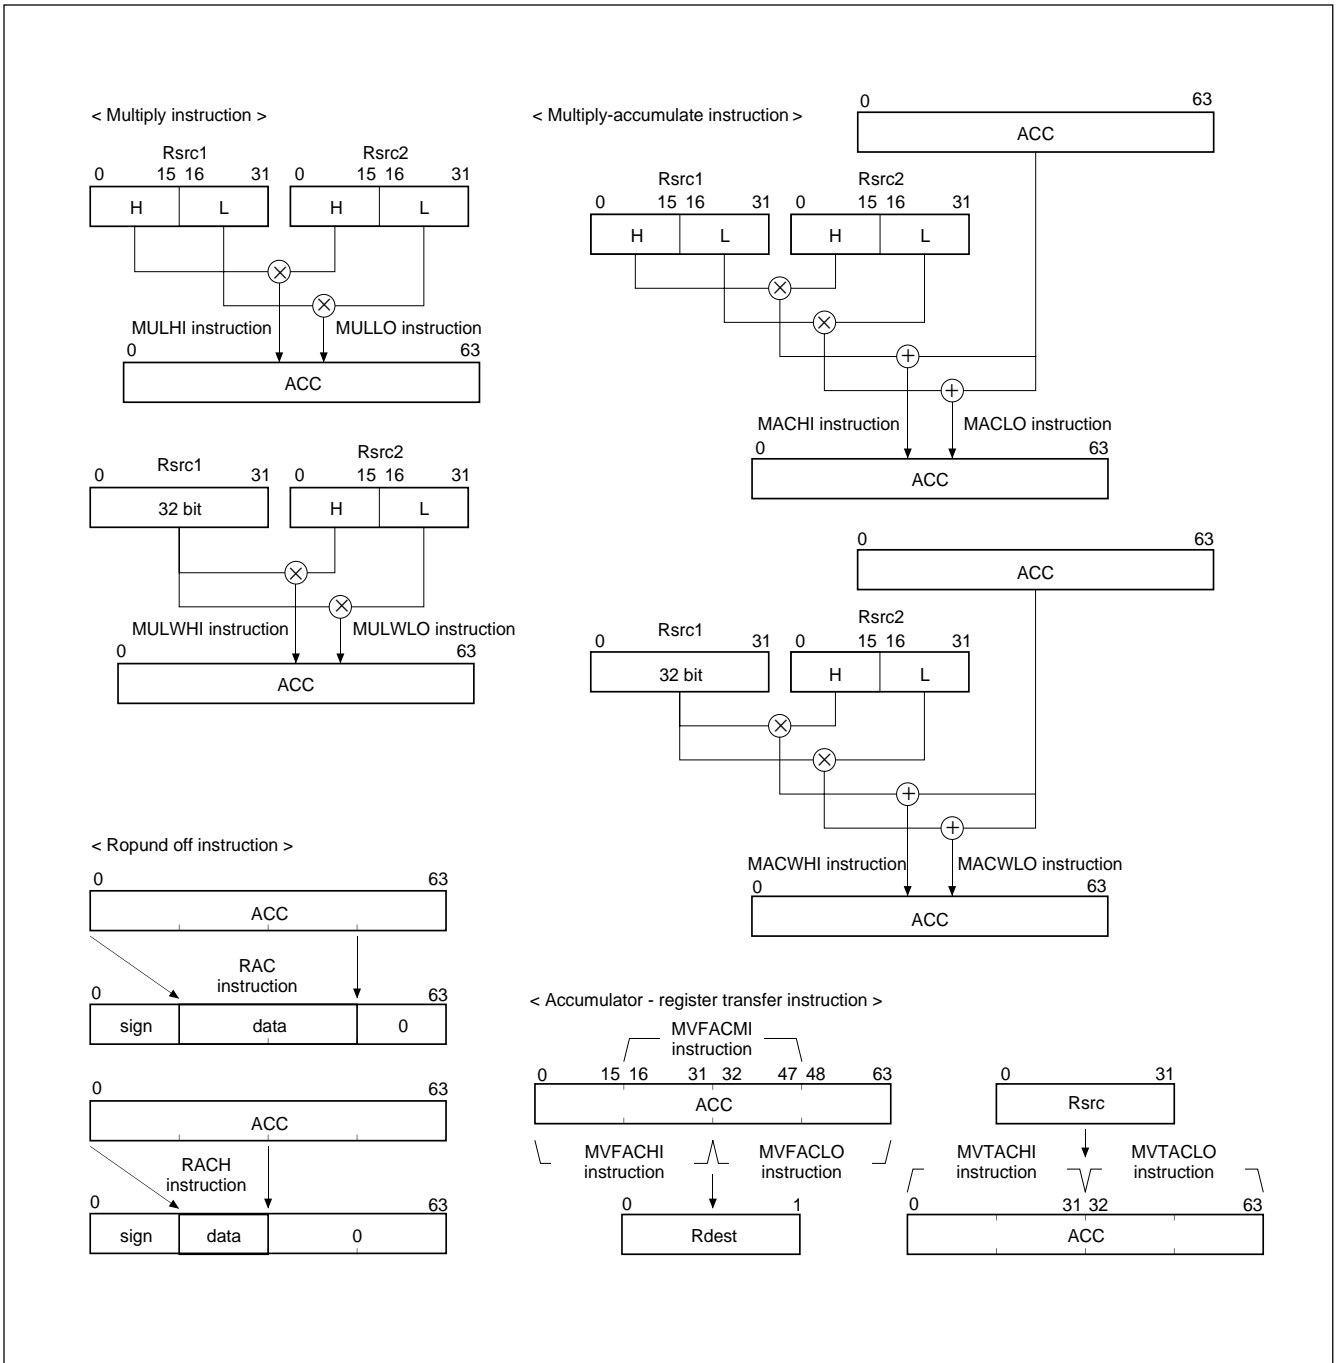 < Multiply instruction >
Rsrc1 Rsrc2
0 15 16 31 0 15 16 31
H L H L
MULHI instruction MULLO instruction
0 63
ACC
Rsrc1 Rsrc2
0 31 0 15 16 31
32 bit H L
MULWHI instruction MULWLO instruction
0 63
ACC
< Multiply-accumulate instruction >
0 63
ACC
Rsrc1 Rsrc2
0 15 16 31 0 15 16 31
H L H L
MACHI instruction MACLO instruction
0 63
ACC
0 63
ACC
Rsrc1 Rsrc2
0 31 0 15 16 31
32 bit H L
MACWHI instruction MACWLO instruction
0 63
ACC
< Ropund off instruction >
0 63
ACC
RAC
instruction
0 63
sign data 0
0 63
ACC
RACH
instruction
0 63
sign data 0
< Accumulator - register transfer instruction >
MVFACMI
instruction
0 15 16 31 32 47 48 63
ACC
MVFACHI MVFACLO
instruction instruction
0 1
Rdest
0 31
Rsrc
MVTACHI MVTACLO
instruction instruction
0 31 32 63
ACC